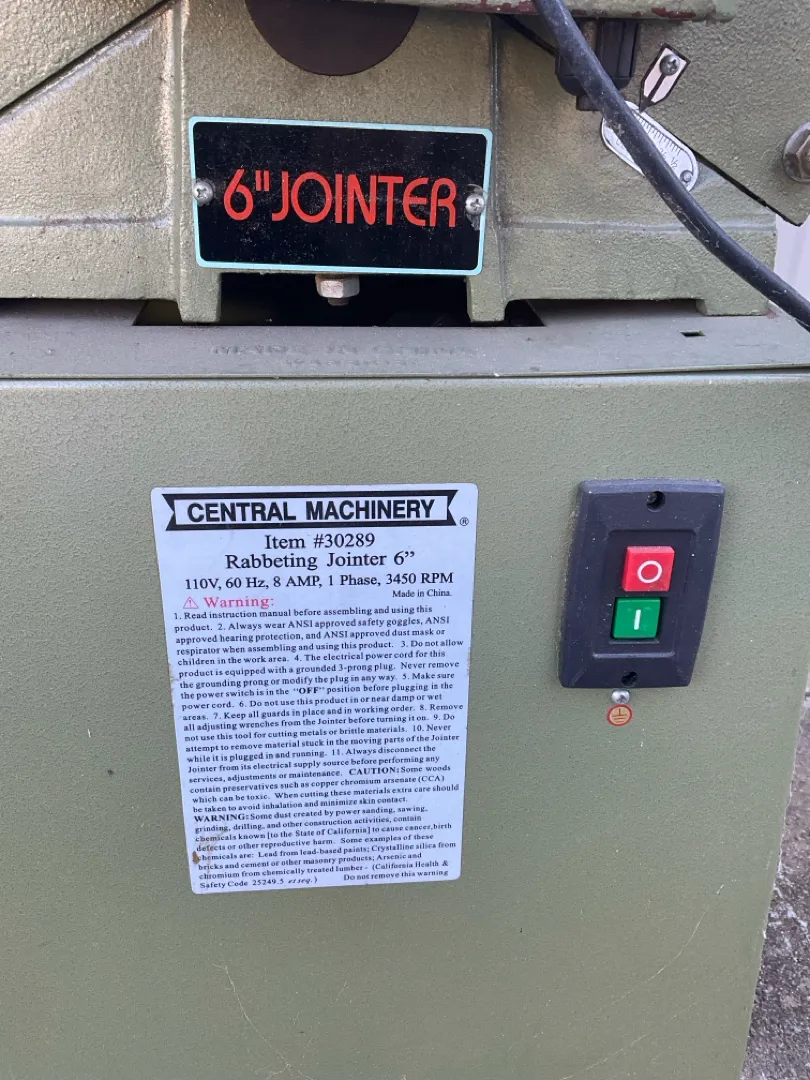 6"JOINTER
CENTRAL MACHINERY
®
Item #30289
Rabbeting Jointer 6”
110V, 60 Hz, 8 AMP, 1 Phase, 3450 RPM
Made in China.
⚠ Warning:
1. Read instruction manual before assembling and using this
product. 2. Always wear ANSI approved safety goggles, ANSI
approved hearing protection, and ANSI approved dust mask or
respirator when assembling and using this product. 3. Do not allow
children in the work area. 4. The electrical power cord for this
product is equipped with a grounded 3-prong plug. Never remove
the grounding prong or modify the plug in any way. 5. Make sure
the power switch is in the "OFF" position before plugging in the
power cord. 6. Do not use this product in or near damp or wet
areas. 7. Keep all guards in place and in working order. 8. Remove
all adjusting wrenches from the Jointer before turning it on. 9. Do
not use this tool for cutting metals or brittle materials. 10. Never
attempt to remove material stuck in the moving parts of the Jointer
while it is plugged in and running. 11. Always disconnect the
Jointer from its electrical supply source before performing any
services, adjustments or maintenance. CAUTION: Some woods
contain preservatives such as copper chromium arsenate (CCA)
which can be toxic. When cutting these materials extra care should
be taken to avoid inhalation and minimize skin contact.
WARNING: Some dust created by power sanding, sawing,
grinding, drilling, and other construction activities, contain
chemicals known [to the State of California] to cause cancer, birth
defects or other reproductive harm. Some examples of these
chemicals are: Lead from lead-based paints; Crystalline silica from
bricks and cement or other masonry products; Arsenic and
chromium from chemically treated lumber - (California Health &
Safety Code 25249.5 et seq.) Do not remove this warning
O
I